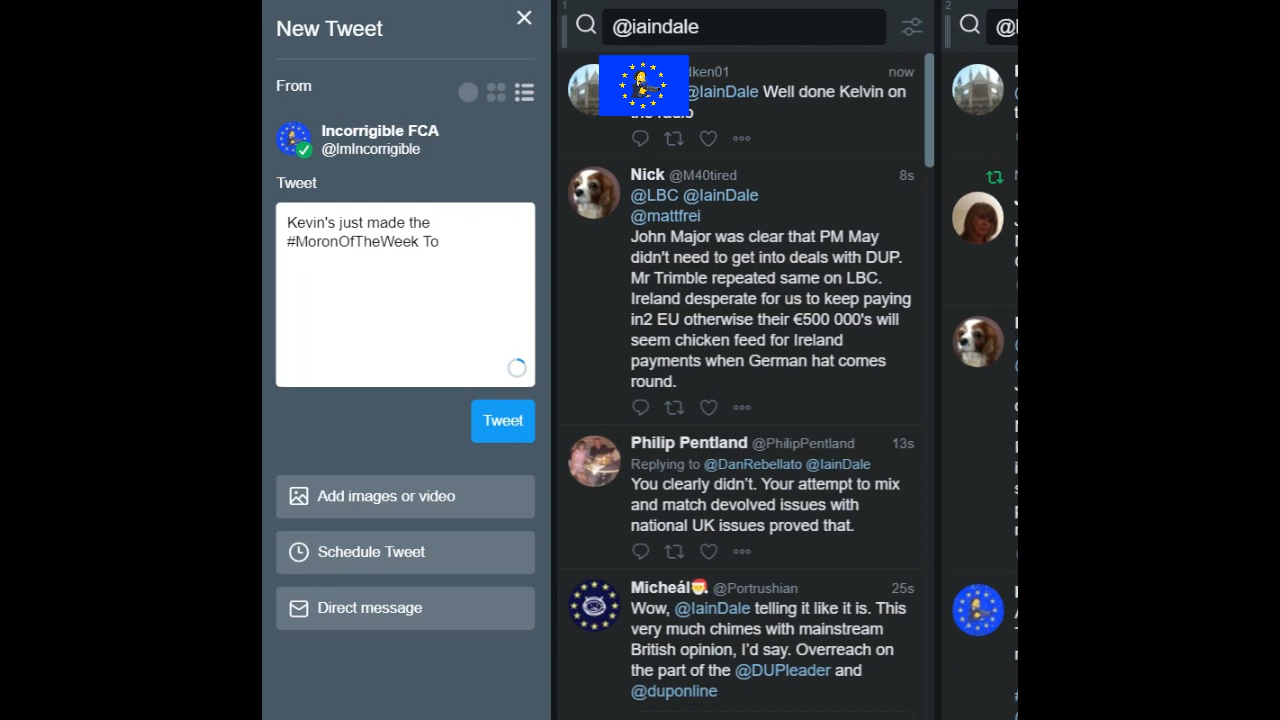 New Tweet
From
Incorrigible FCA
@ImIncorrigible
Tweet
Kevin's just made the
#MoronOfTheWeek To
Tweet
Add images or video
Schedule Tweet
Direct message
1
@iaindale
dken01 now
@IainDale Well done Kelvin on
the radio
Nick @M40tired 8s
@LBC @IainDale
@mattfrei
John Major was clear that PM May
didn't need to get into deals with DUP.
Mr Trimble repeated same on LBC.
Ireland desperate for us to keep paying
in2 EU otherwise their €500 000's will
seem chicken feed for Ireland
payments when German hat comes
round.
Philip Pentland @PhilipPentland 13s
Replying to @DanRebellato @IainDale
You clearly didn't. Your attempt to mix
and match devolved issues with
national UK issues proved that.
Micheál🎅 @Portrushian 25s
Wow, @IainDale telling it like it is. This
very much chimes with mainstream
British opinion, I'd say. Overreach on
the part of the @DUPleader and
@duponline
2